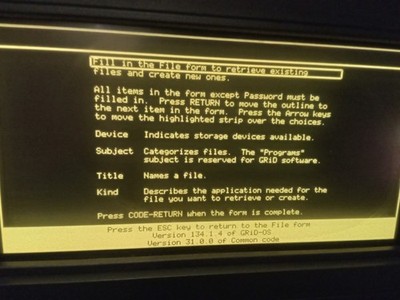 Fill in the File form to retrieve existing
files and create new ones.
All items in the form except Password must be
filled in. Press RETURN to move the outline to
the next item in the form. Press the Arrow keys
to move the highlighted strip over the choices.
Device Indicates storage devices available.
Subject Categorizes files. The "Programs"
subject is reserved for GRiD software.
Title Names a file.
Kind Describes the application needed for the
file you want to retrieve or create.
Press CODE-RETURN when the form is complete.
Press the ESC key to return to the File form
Version 134.1.4 of GRiD-OS.
Version 31.0.0 of Common code